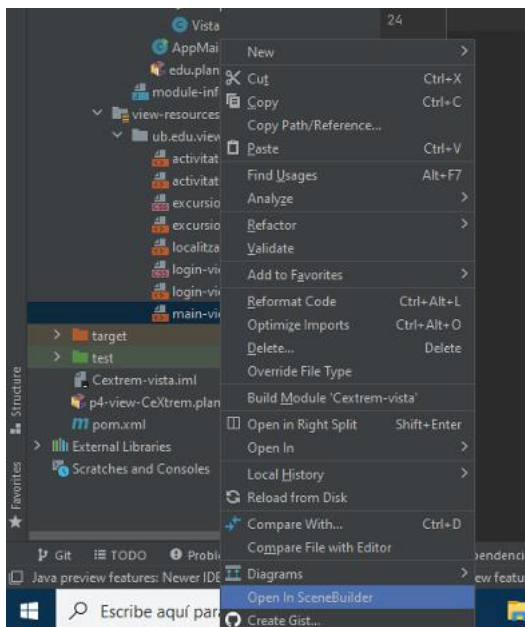 Vista
24
AppMai
edu.plan
module-inf
view-resources
ub.edu.view
activitat
activitat
excursio
excursio
localitza
login-vi
login-vi
main-vi
target
test
Cextrem-vista.iml
p4-view-CeXtrem.plan
pom.xml
External Libraries
Scratches and Consoles
New
Cut Ctrl+X
Copy Ctrl+C
Copy Path/Reference...
Paste Ctrl+V
Find Usages Alt+F7
Analyze
Refactor
Validate
Add to Favorites
Reformat Code Ctrl+Alt+L
Optimize Imports Ctrl+Alt+O
Delete... Delete
Override File Type
Build Module 'Cextrem-vista'
Open in Right Split Shift+Enter
Open In
Local History
Reload from Disk
Compare With... Ctrl+D
Compare File with Editor
Diagrams
Open In SceneBuilder
Create Gist...
Structure
Favorites
Git TODO Probl
pendenci
Java preview features: Newer IDE
ew featu
Escribe aquí par